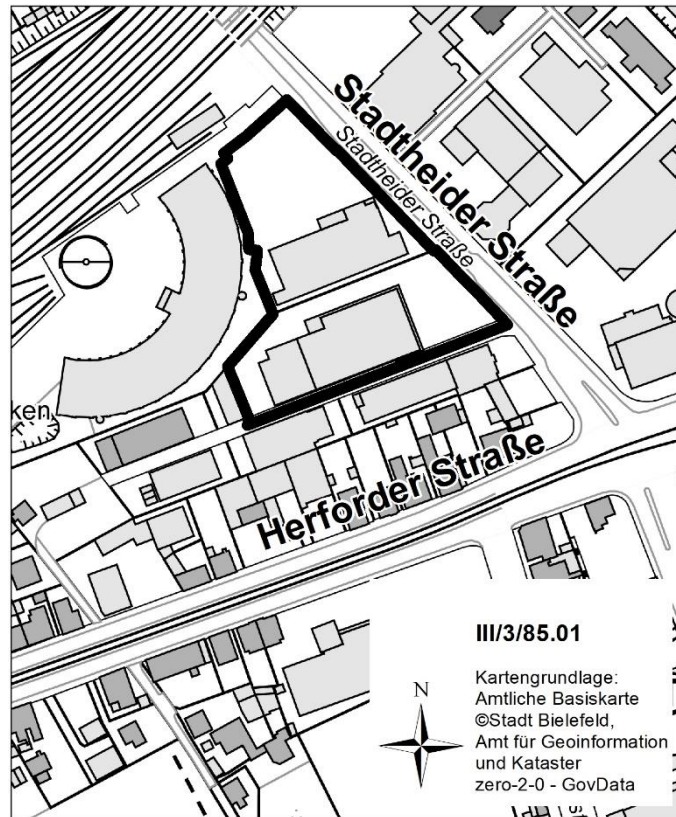 Stadtheider Straße
Stadtheider Straße
ken
Herforder Straße
III/3/85.01
N
Kartengrundlage:
Amtliche Basiskarte
©Stadt Bielefeld,
Amt für Geoinformation
und Kataster
zero-2-0 - GovData